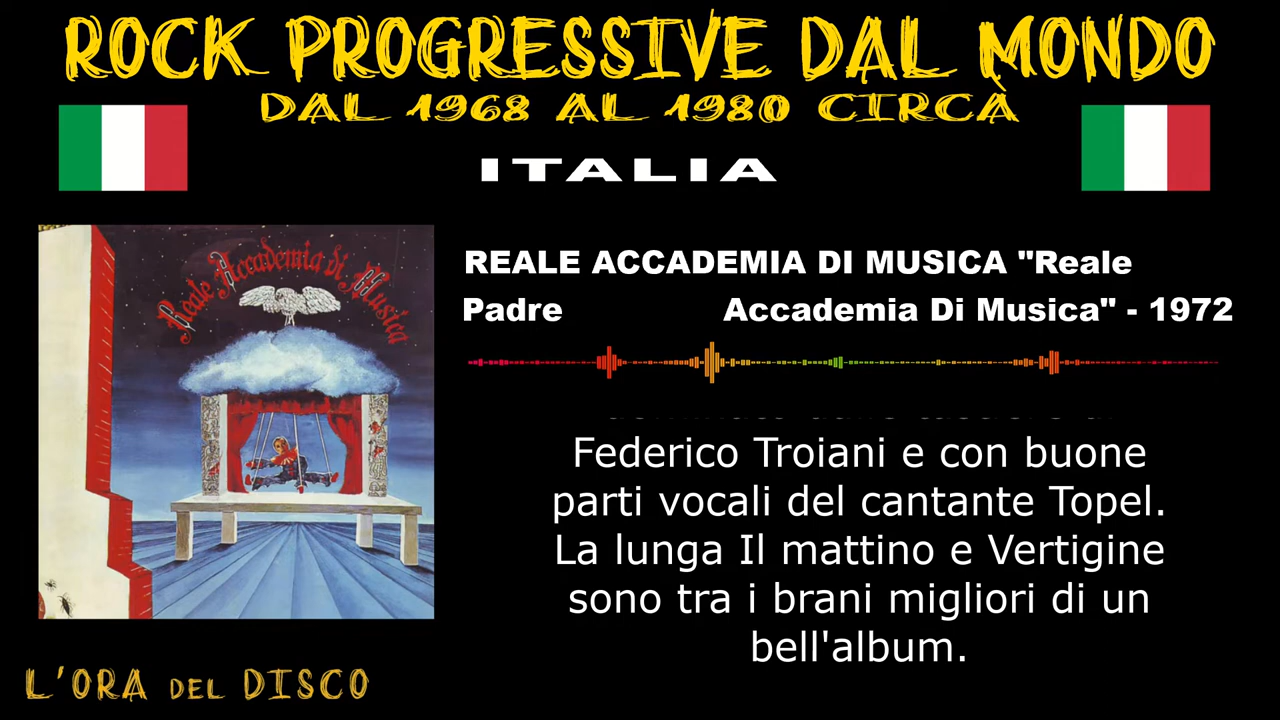 ROCK PROGRESSIVE DAL MONDO
DAL 1968 AL 1980 CIRCÀ
ITALIA
Reale Accademia di Musica
REALE ACCADEMIA DI MUSICA "Reale
Padre Accademia Di Musica" - 1972
Federico Troiani e con buone
parti vocali del cantante Topel.
La lunga Il mattino e Vertigine
sono tra i brani migliori di un
bell'album.
L'ORA DEL DISCO